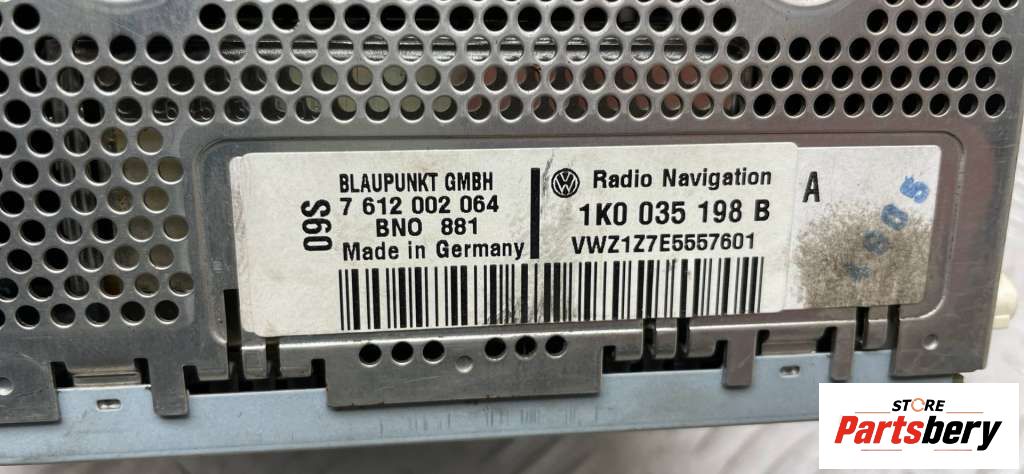 BLAUPUNKT GMBH
7 612 002 064
BNO 881
Made in Germany
S60
Radio Navigation
1K0 035 198 B
VWZ1Z7E5557601
A
STORE
Partsbery